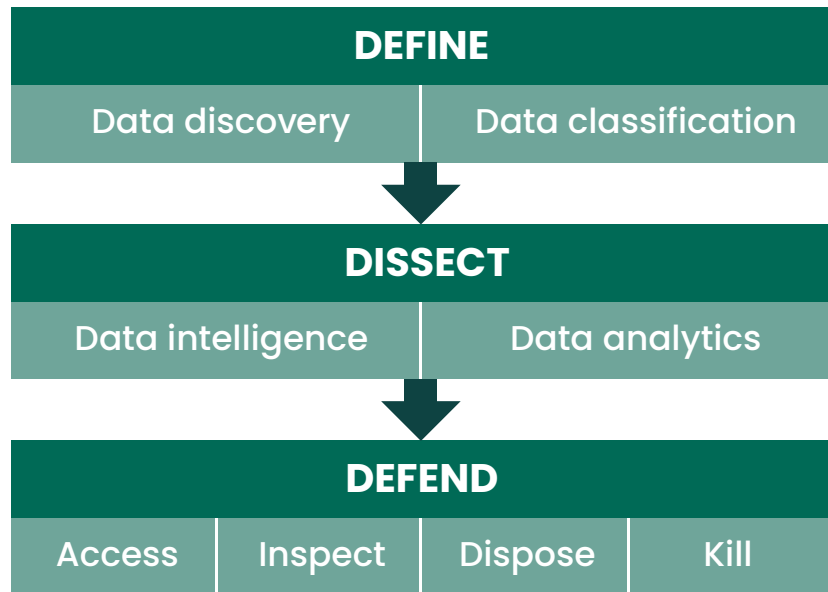 DEFINE
Data discovery
Data classification
DISSECT
Data intelligence
Data analytics
DEFEND
Access
Inspect
Dispose
Kill